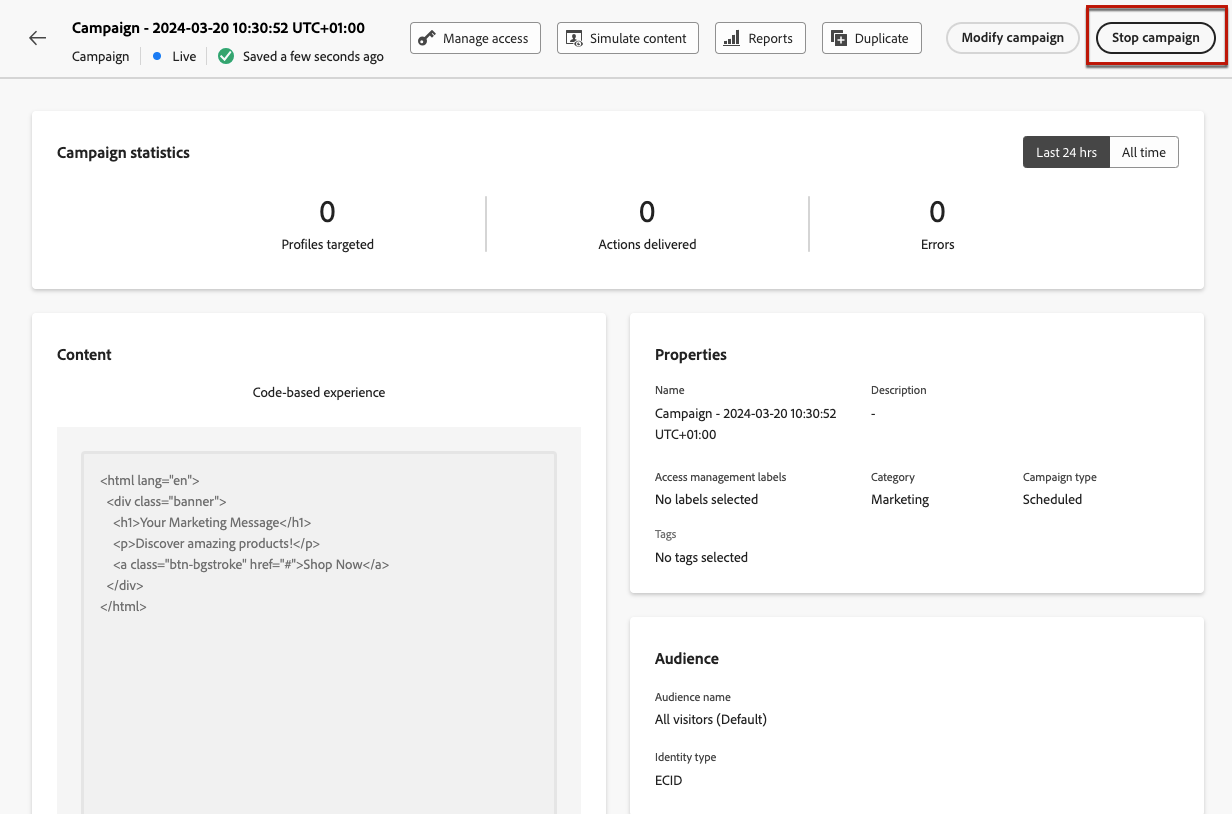 Campaign - 2024-03-20 10:30:52 UTC+01:00
Campaign
Live
Saved a few seconds ago
Manage access
Simulate content
Reports
Duplicate
Modify campaign
Stop campaign
Campaign statistics
Last 24 hrs
All time
0
Profiles targeted
0
Actions delivered
0
Errors
Content
Code-based experience
<html lang="en">
<div class="banner">
<h1>Your Marketing Message</h1>
<p>Discover amazing products!</p>
<a class="btn-bgstroke" href="#">Shop Now</a>
</div>
</html>
Properties
Name
Campaign - 2024-03-20 10:30:52
UTC+01:00
Description
-
Access management labels
No labels selected
Category
Marketing
Campaign type
Scheduled
Tags
No tags selected
Audience
Audience name
All visitors (Default)
Identity type
ECID